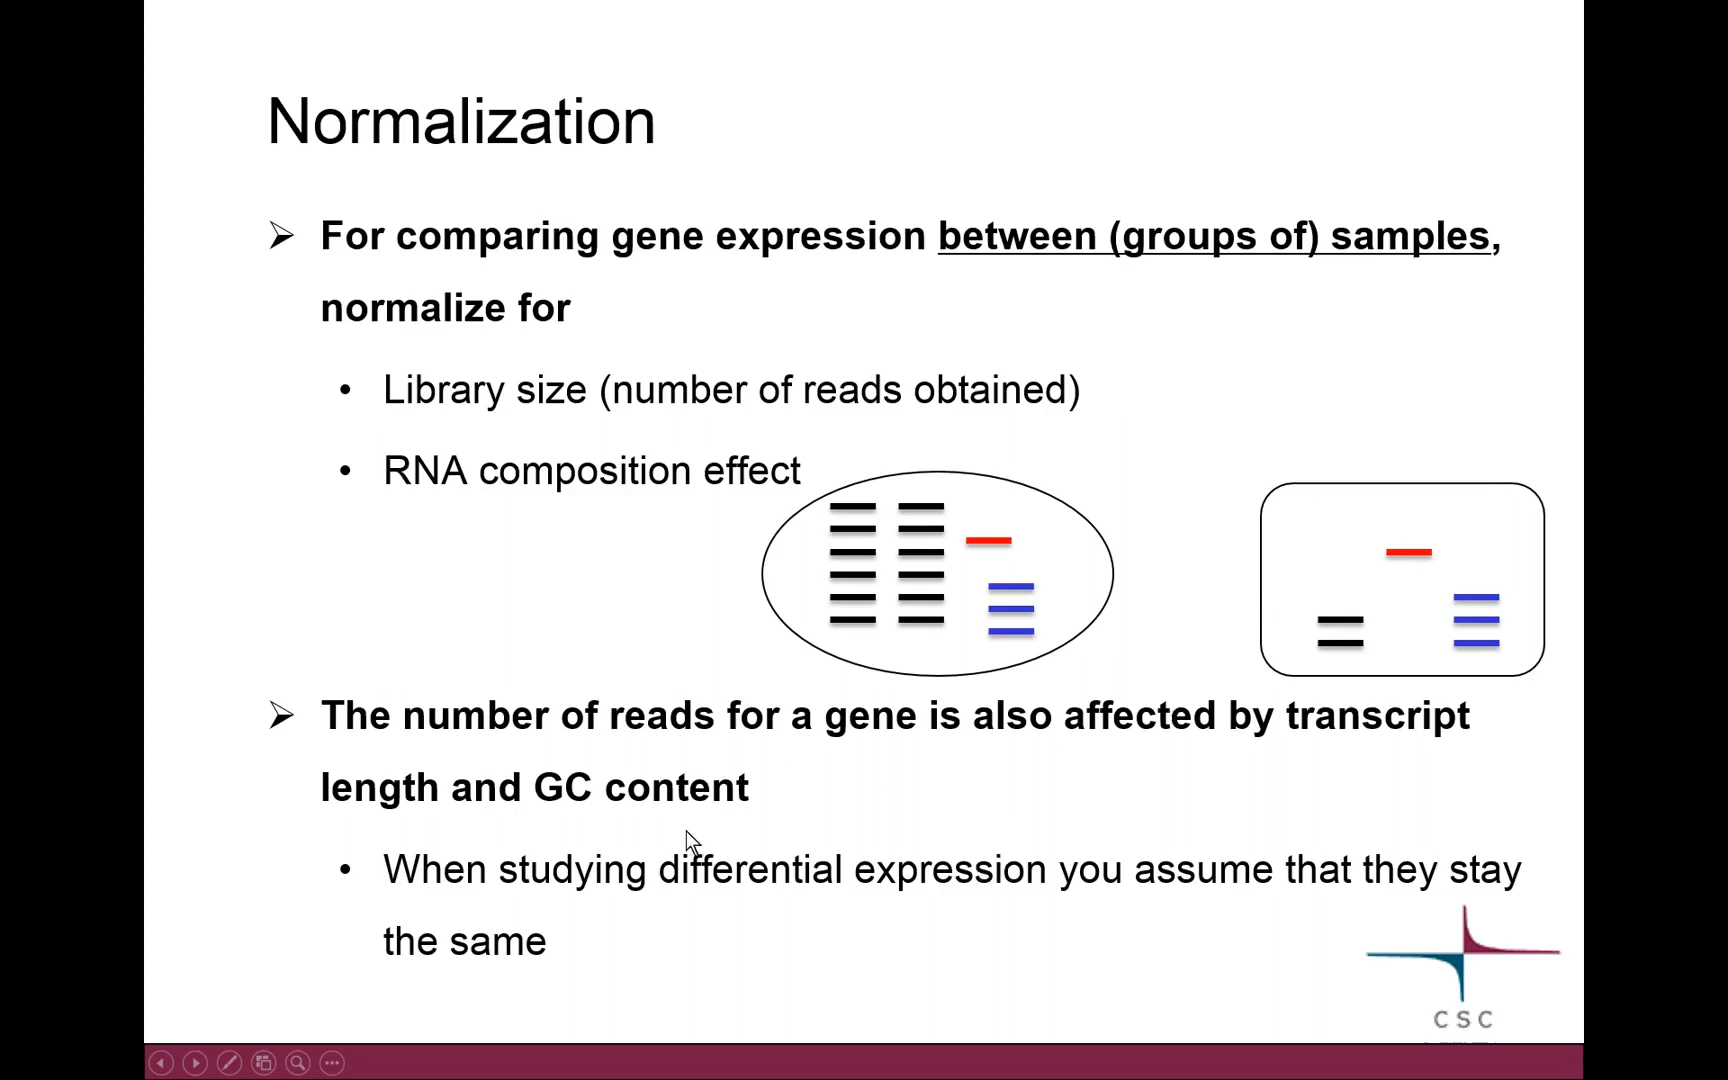 Normalization
➢ For comparing gene expression between (groups of) samples,
normalize for
• Library size (number of reads obtained)
• RNA composition effect
➢ The number of reads for a gene is also affected by transcript
length and GC content
• When studying differential expression you assume that they stay
the same
CSC